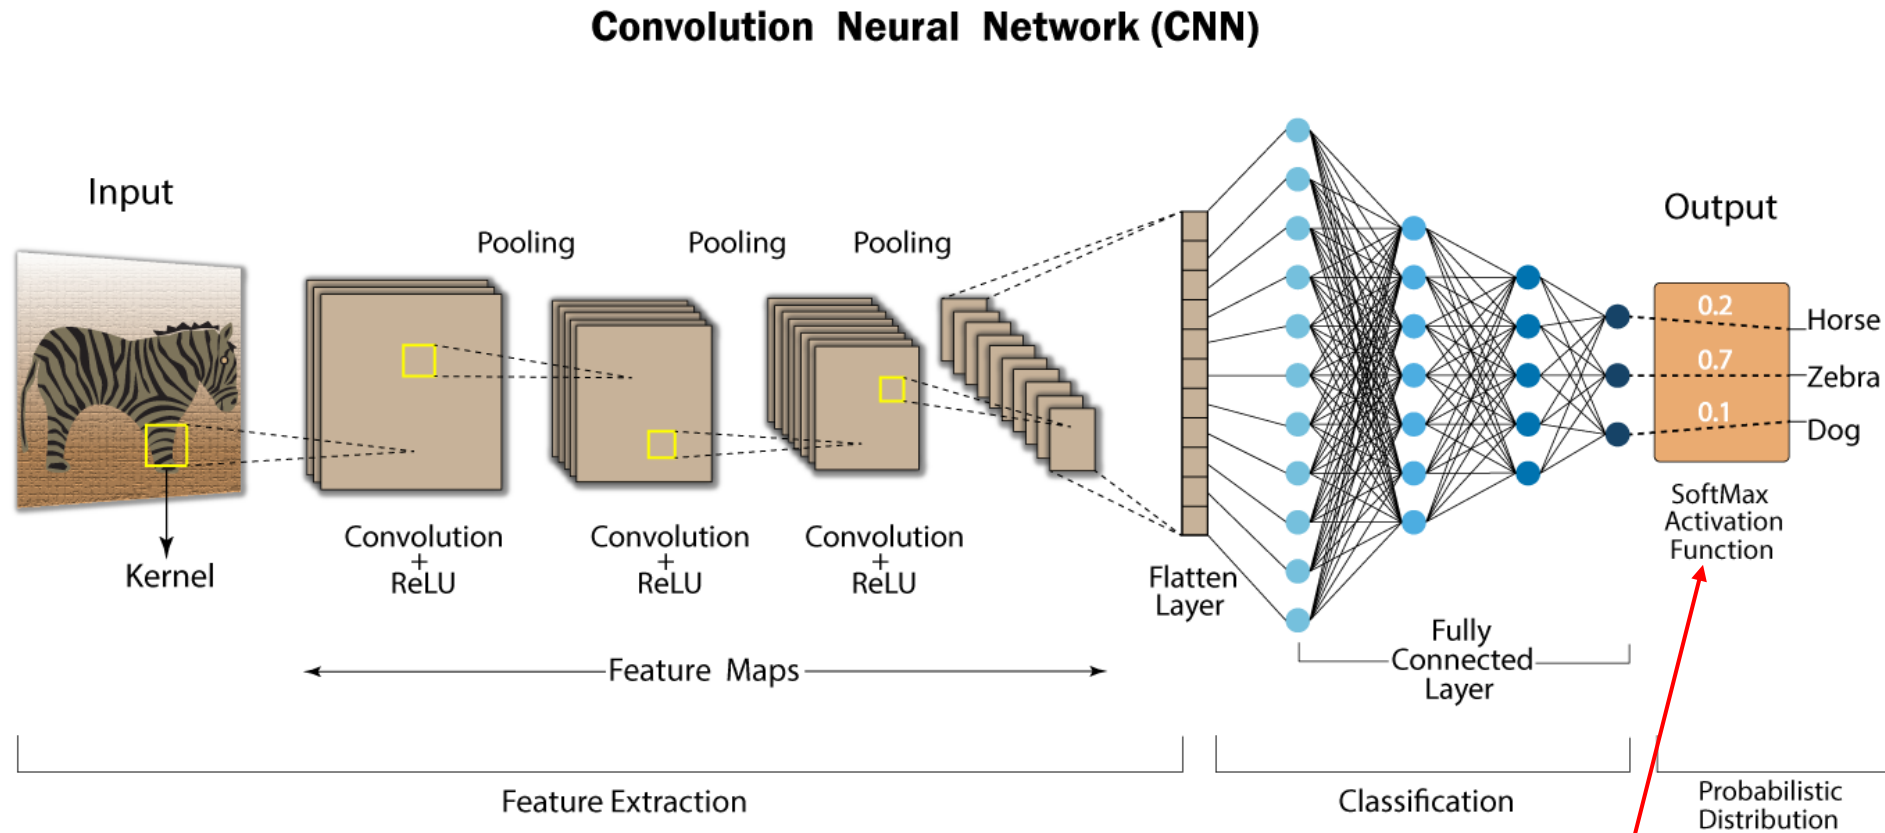 Convolution Neural Network (CNN)
Input
Pooling
Pooling
Pooling
Output
0.2
Horse
0.7
Zebra
0.1
Dog
Kernel
Convolution
+
ReLU
Convolution
+
ReLU
Convolution
+
ReLU
Flatten
Layer
SoftMax
Activation
Function
Feature Maps
Fully
Connected
Layer
Feature Extraction
Classification
Probabilistic
Distribution